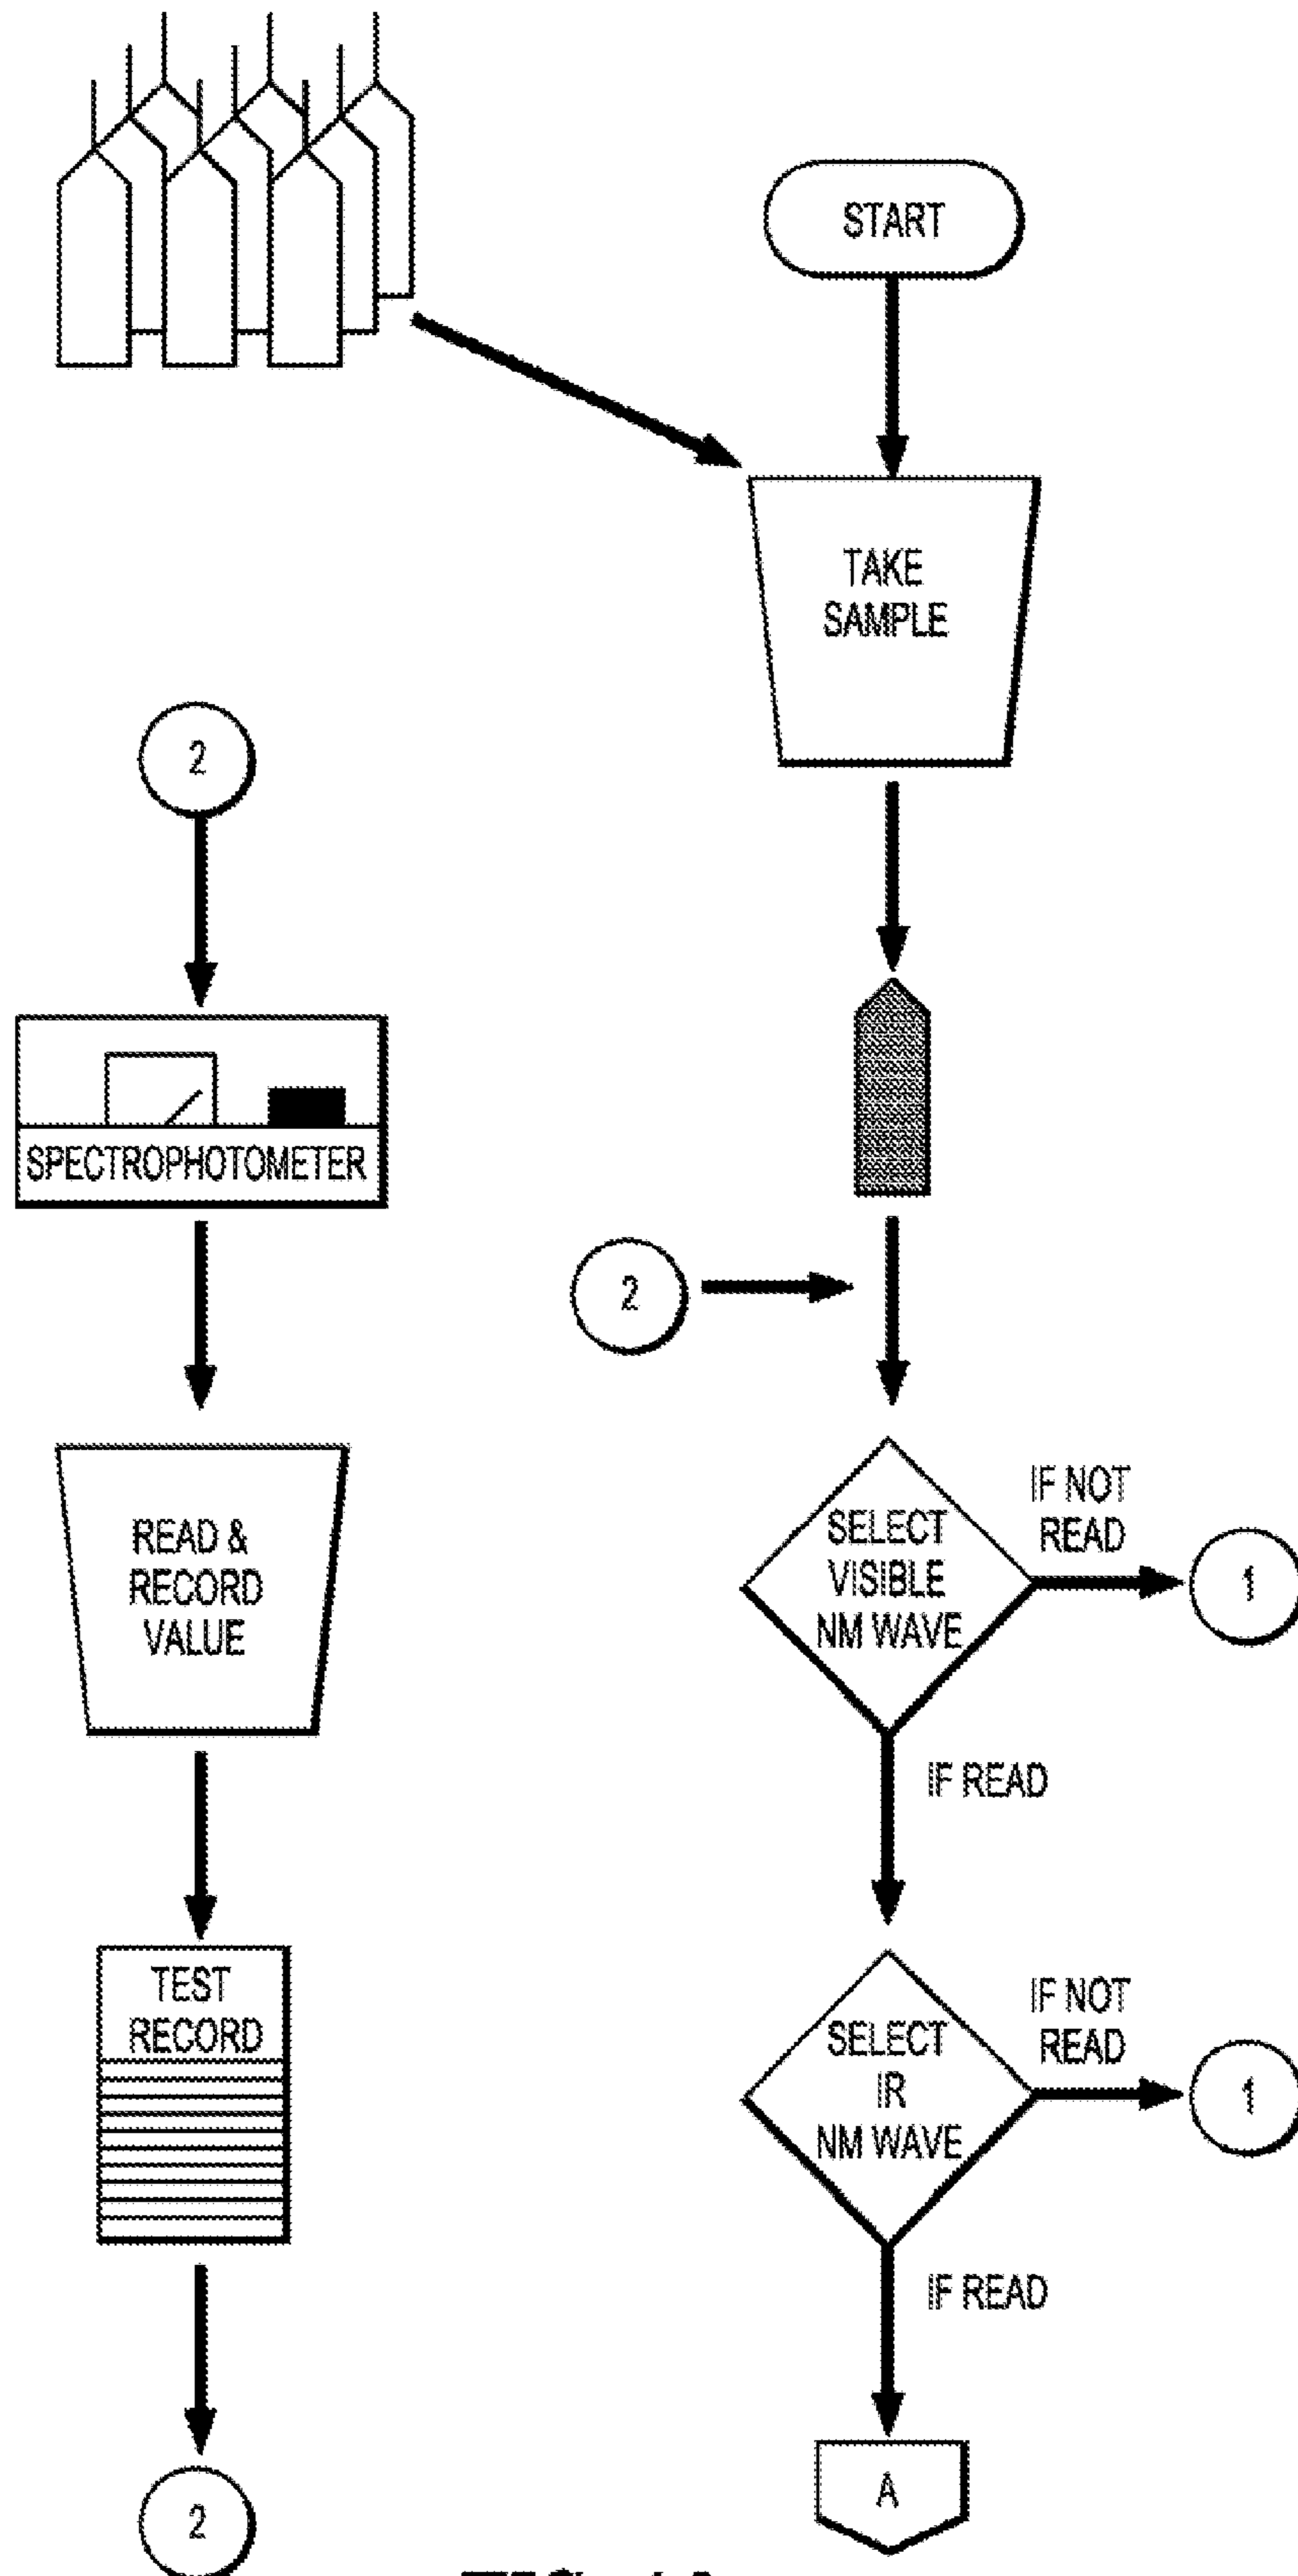 START
TAKE
SAMPLE
2
SPECTROPHOTOMETER
2
READ &
RECORD
VALUE
SELECT
VISIBLE
NM WAVE
IF NOT
READ
1
IF READ
TEST
RECORD
SELECT
IR
NM WAVE
IF NOT
READ
1
IF READ
A
2